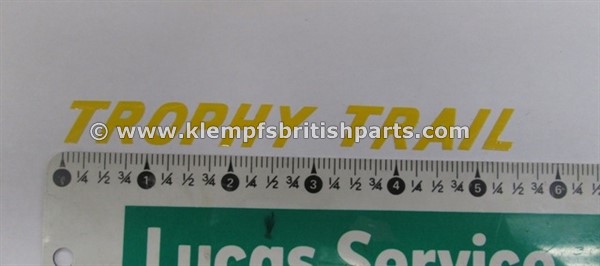 TROPHY TRAIL
© www.klempfsbritishparts.com
¼ ½ ¾ 1 ¼ ½ ¾ 2 ¼ ½ ¾ 3 ¼ ½ ¾ 4 ¼ ½ ¾ 5 ¼ ½ ¾ 6 ¼ ½
Lucas Service